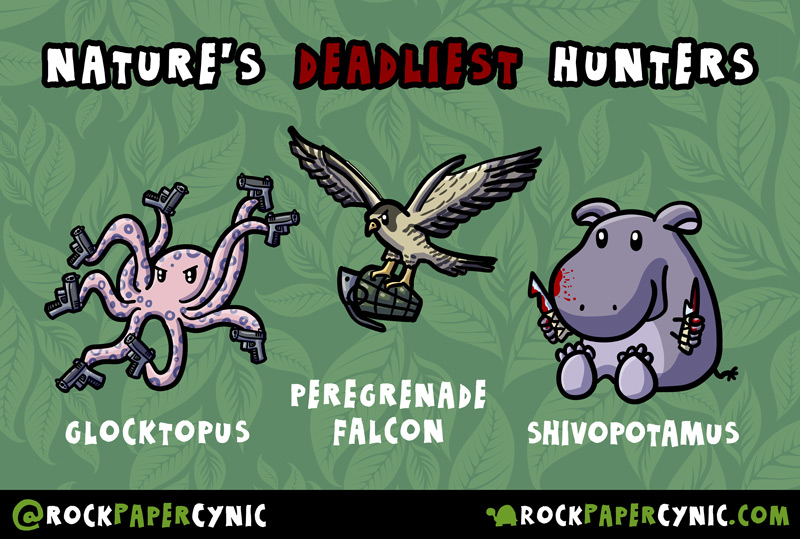 NATURE'S DEADLIEST HUNTERS
GLOCKTOPUS
PEREGRENADE
FALCON
SHIVOPOTAMUS
@ROCKPAPERCYNIC
ROCKPAPERCYNIC.COM